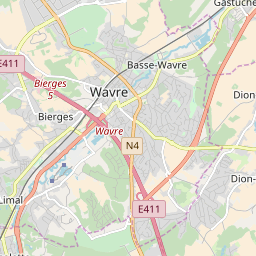 Gastuche
E411
Basse-Wavre
Bierges
5
Wavre
Dion-
Bierges
Wavre
N4
Dion-
Limal
E411